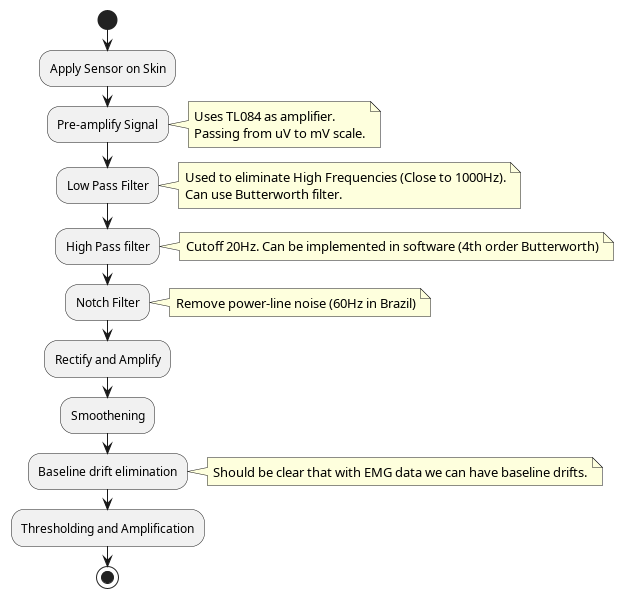 Apply Sensor on Skin
Pre-amplify Signal
Uses TL084 as amplifier.
Passing from uV to mV scale.
Low Pass Filter
Used to eliminate High Frequencies (Close to 1000Hz).
Can use Butterworth filter.
High Pass filter
Cutoff 20Hz. Can be implemented in software (4th order Butterworth)
Notch Filter
Remove power-line noise (60Hz in Brazil)
Rectify and Amplify
Smoothening
Baseline drift elimination
Should be clear that with EMG data we can have baseline drifts.
Thresholding and Amplification